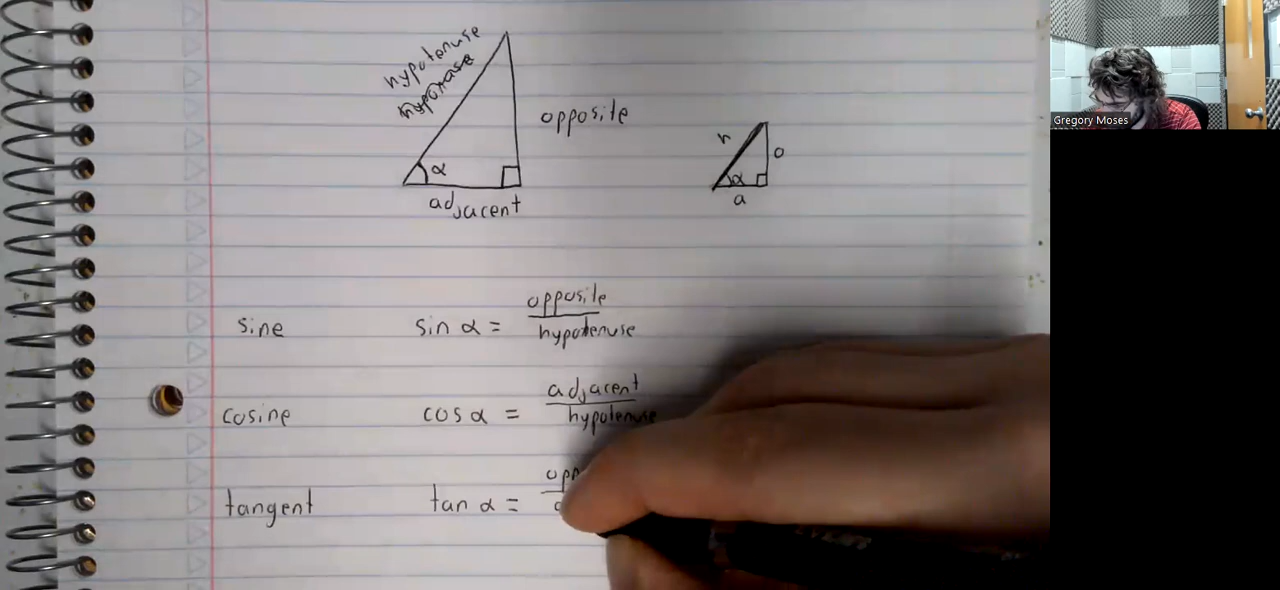 hypotenuse
opposite
h
o
α
α
a
adjacent
Gregory Moses
sine sin α = opposite / hypotenuse
cosine cos α = adjacent / hypotenuse
tangent tan α =